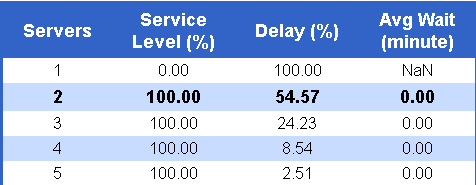 Servers Service Level (%) Delay (%) Avg Wait (minute)
1 0.00 100.00 NaN
2 100.00 54.57 0.00
3 100.00 24.23 0.00
4 100.00 8.54 0.00
5 100.00 2.51 0.00